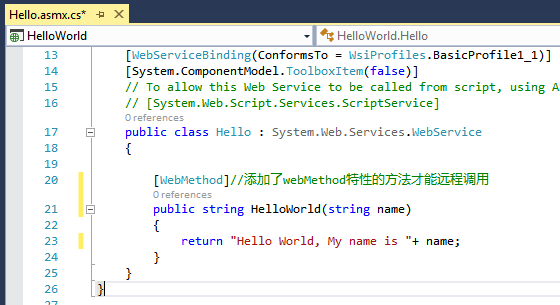 Hello.asmx.cs*
HelloWorld HelloWorld.Hello
13 [WebServiceBinding(ConformsTo = WsiProfiles.BasicProfile1_1)]
14 [System.ComponentModel.ToolboxItem(false)]
15 // To allow this Web Service to be called from script, using A
16 // [System.Web.Script.Services.ScriptService]
0 references
17 public class Hello : System.Web.Services.WebService
18 {
19
20 [WebMethod]//添加了webMethod特性的方法才能远程调用
0 references
21 public string HelloWorld(string name)
22 {
23 return "Hello World, My name is "+ name;
24 }
25 }
26 }